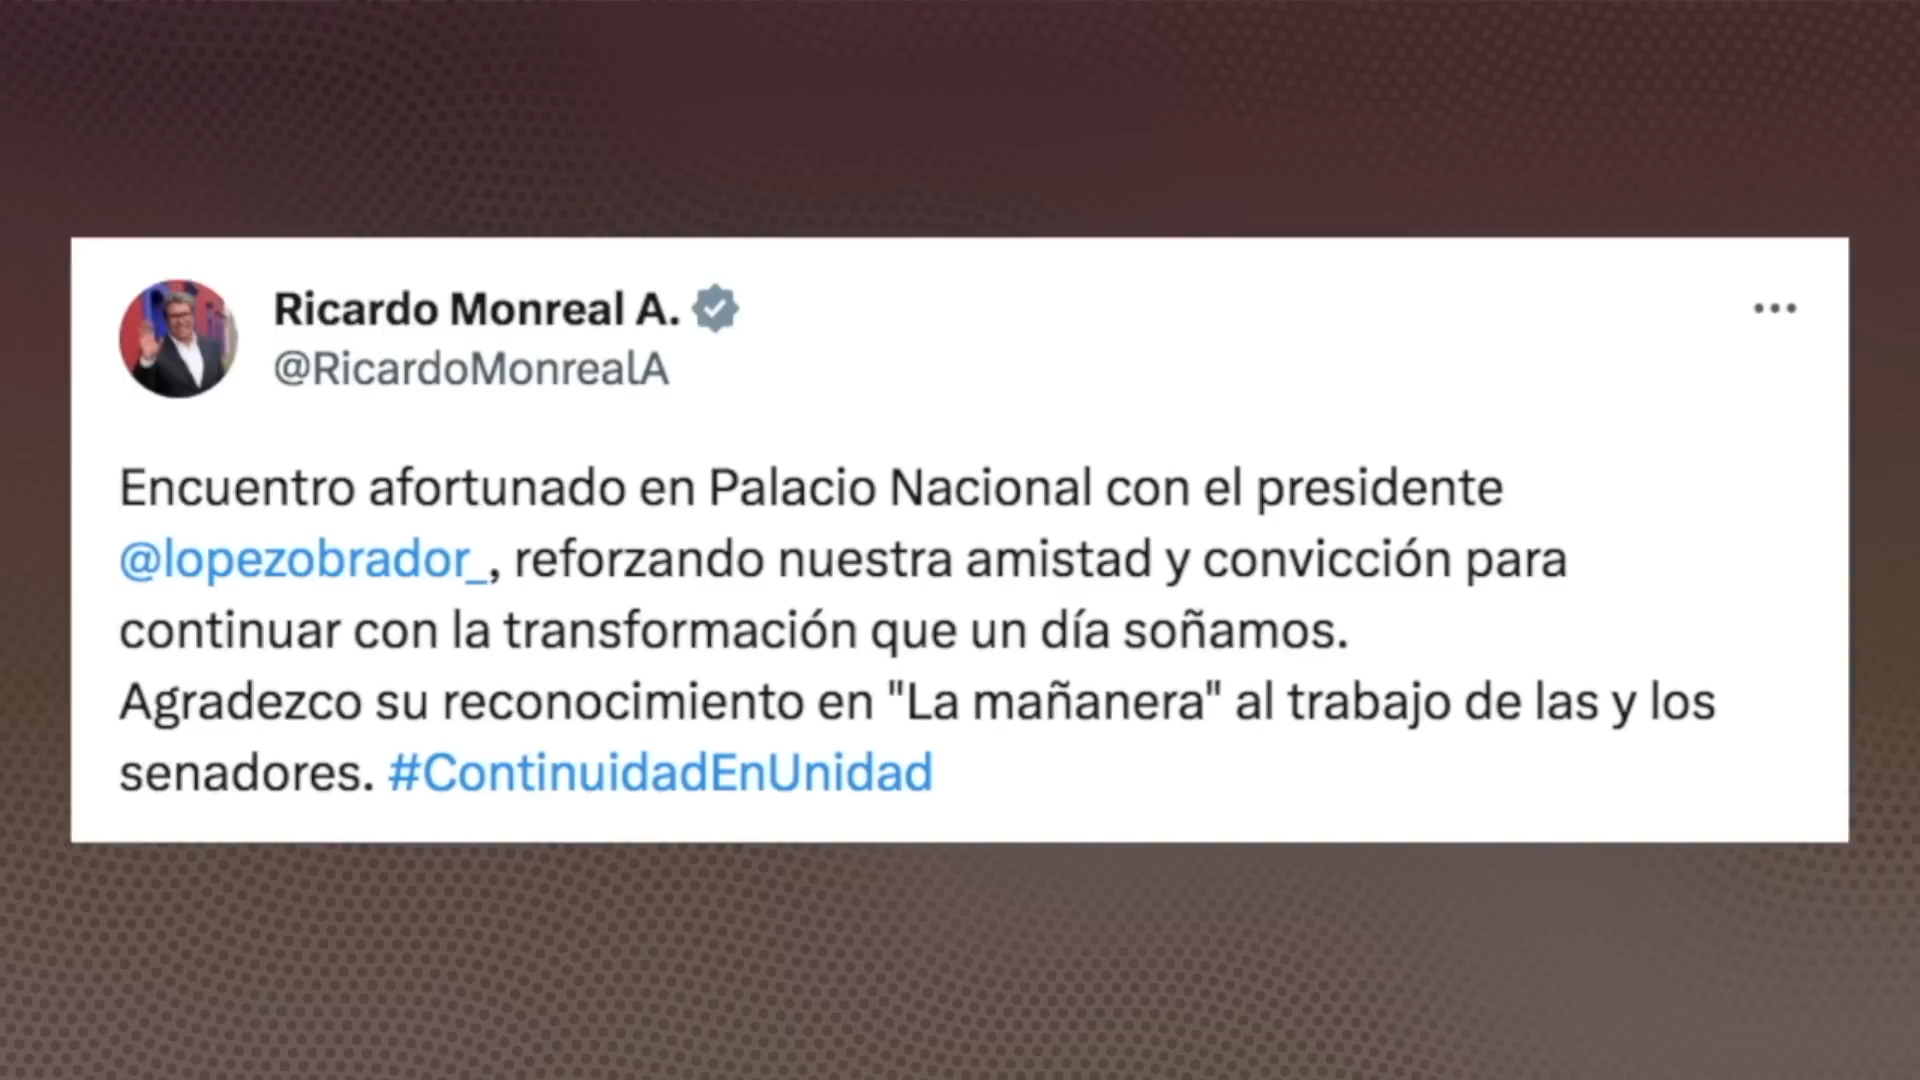 Ricardo Monreal A.
@RicardoMonrealA
Encuentro afortunado en Palacio Nacional con el presidente
@lopezobrador_, reforzando nuestra amistad y convicción para
continuar con la transformación que un día soñamos.
Agradezco su reconocimiento en "La mañanera" al trabajo de las y los
senadores. #ContinuidadEnUnidad